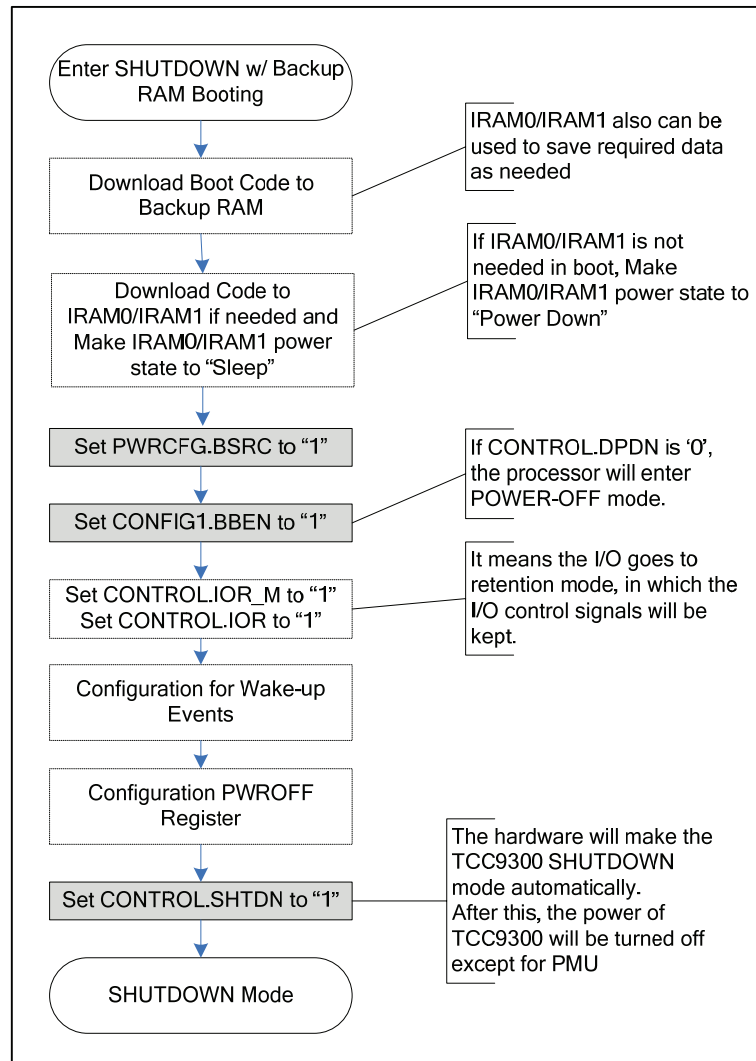 Enter SHUTDOWN w/ Backup
RAM Booting
IRAM0/IRAM1 also can be
used to save required data
as needed
Download Boot Code to
Backup RAM
If IRAM0/IRAM1 is not
needed in boot, Make
IRAM0/IRAM1 power state to
“Power Down”
Download Code to
IRAM0/IRAM1 if needed and
Make IRAM0/IRAM1 power
state to “Sleep”
Set PWRCFG.BSRC to “1”
If CONTROL.DPDN is ‘0’,
the processor will enter
POWER-OFF mode.
Set CONFIG1.BBEN to “1”
It means the I/O goes to
retention mode, in which the
I/O control signals will be
kept.
Set CONTROL.IOR_M to “1”
Set CONTROL.IOR to “1”
Configuration for Wake-up
Events
Configuration PWROFF
Register
The hardware will make the
TCC9300 SHUTDOWN
mode automatically.
After this, the power of
TCC9300 will be turned off
except for PMU
Set CONTROL.SHTDN to “1”
SHUTDOWN Mode